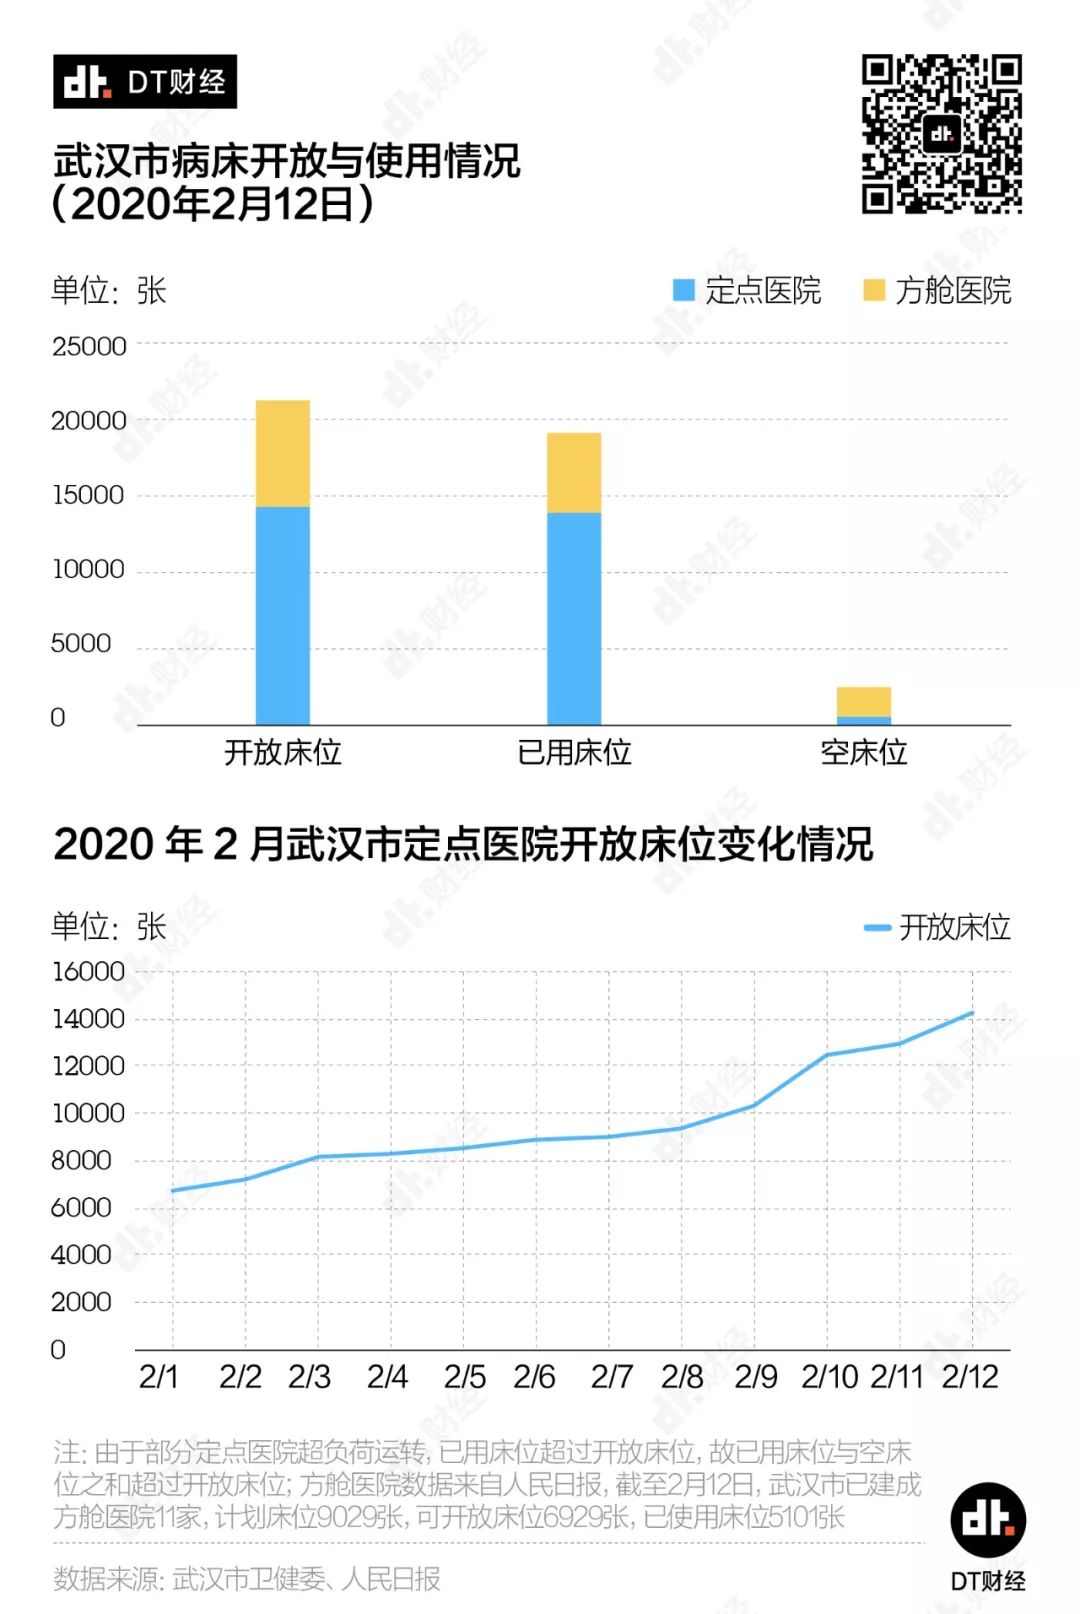 dt. DT财经
武汉市病床开放与使用情况
（2020年2月12日）
单位：张
定点医院 方舱医院
25000
20000
15000
10000
5000
0
开放床位 已用床位 空床位
2020 年 2 月武汉市定点医院开放床位变化情况
单位：张
开放床位
16000
14000
12000
10000
8000
6000
4000
2000
0
2/1 2/2 2/3 2/4 2/5 2/6 2/7 2/8 2/9 2/10 2/11 2/12
注：由于部分定点医院超负荷运转，已用床位超过开放床位，故已用床位与空床
位之和超过开放床位；方舱医院数据来自人民日报，截至2月12日，武汉市已建成
方舱医院11家，计划床位9029张，可开放床位6929张，已使用床位5101张
数据来源：武汉市卫健委、人民日报
dt.
DT财经